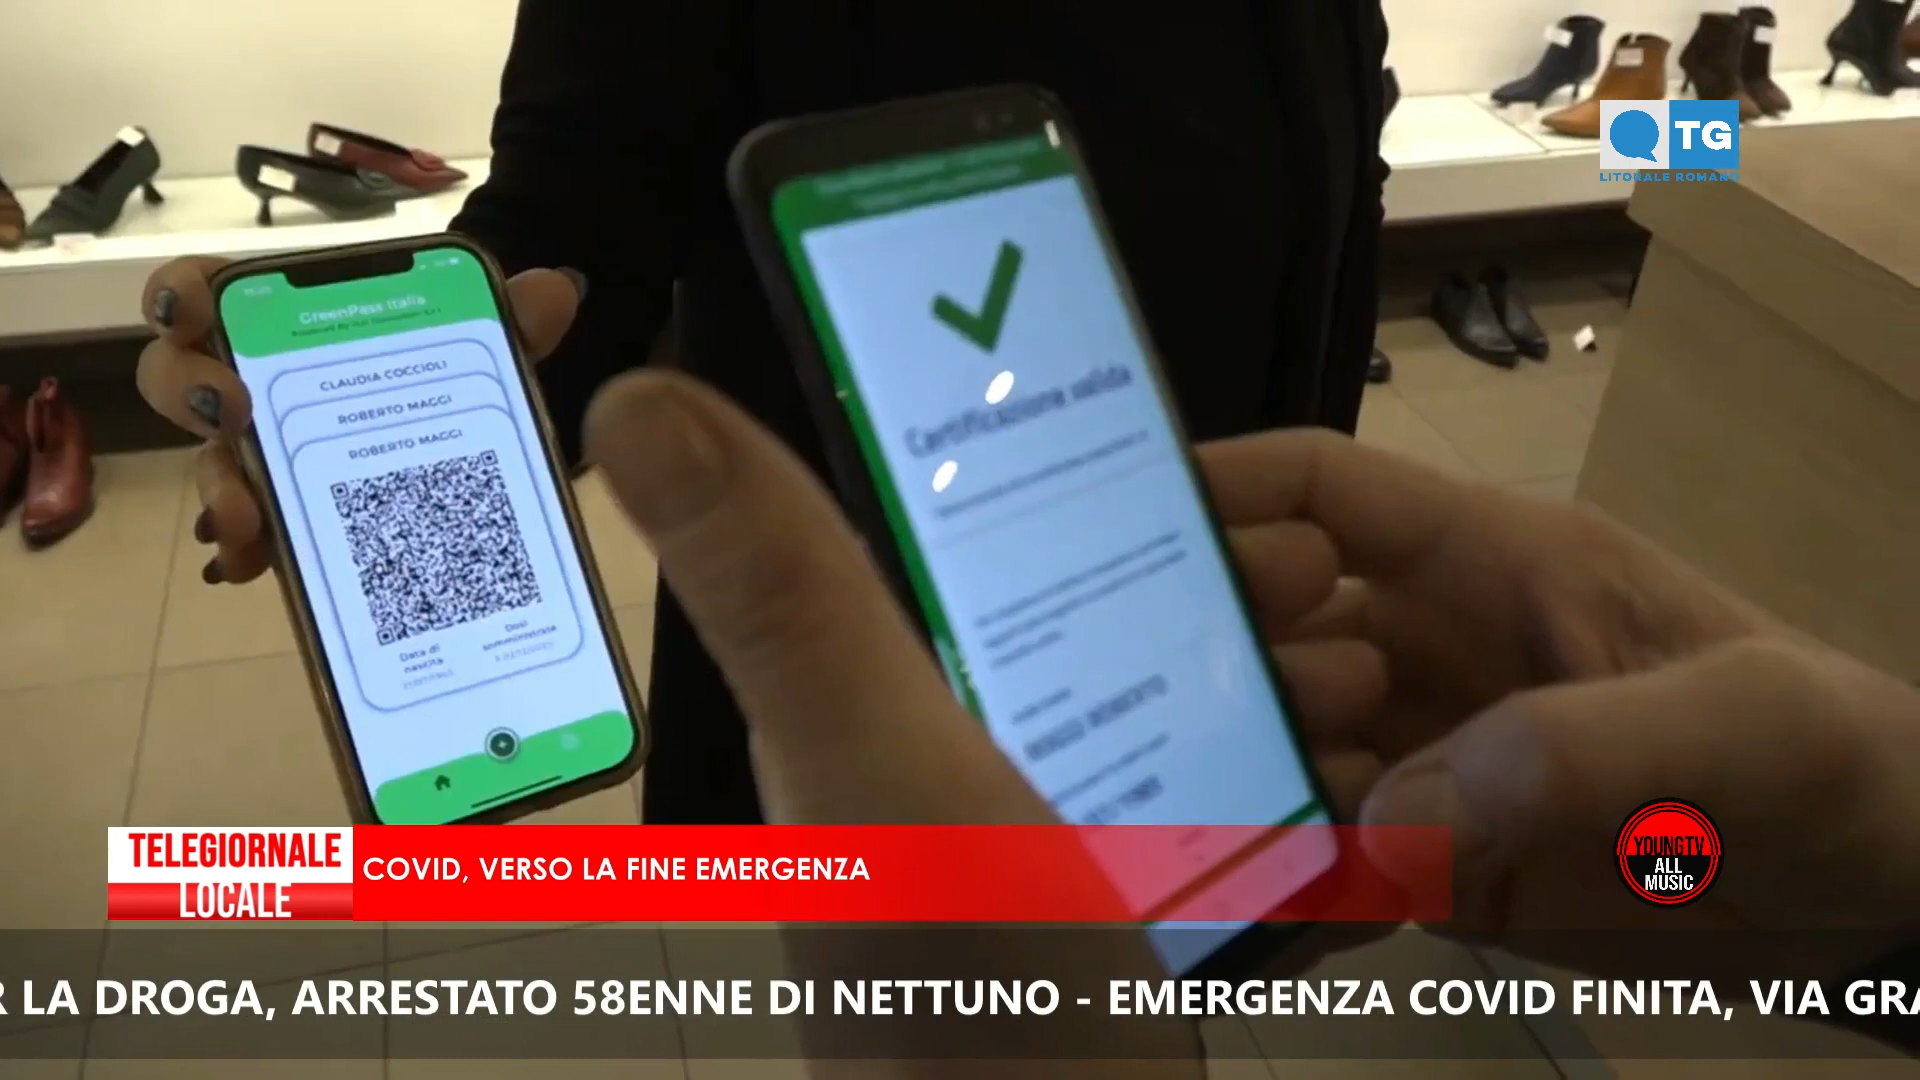 TG
LITORALE ROMANO
GreenPass Italia
CLAUDIA COCCIOLI
ROBERTO MAGGI
ROBERTO MAGGI
Data di
nascita
Dosi
somministrate
Certificazione valida
TELEGIORNALE
LOCALE
COVID, VERSO LA FINE EMERGENZA
YOUNGTV
ALL
MUSIC
R LA DROGA, ARRESTATO 58ENNE DI NETTUNO - EMERGENZA COVID FINITA, VIA GRA